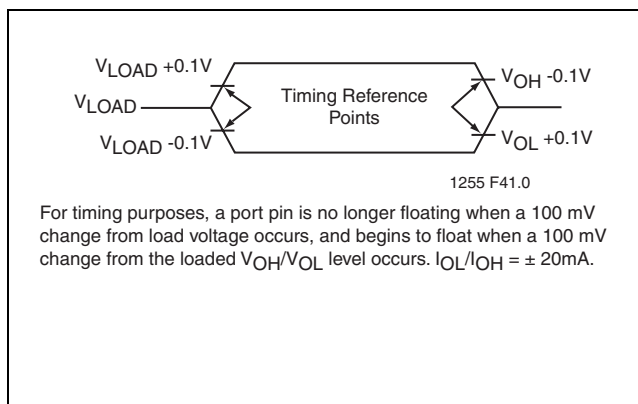 VLOAD +0.1V
VLOAD
VLOAD -0.1V
Timing Reference
Points
VOH -0.1V
VOL +0.1V
1255 F41.0
For timing purposes, a port pin is no longer floating when a 100 mV
change from load voltage occurs, and begins to float when a 100 mV
change from the loaded VOH/VOL level occurs. IOL/IOH = ± 20mA.